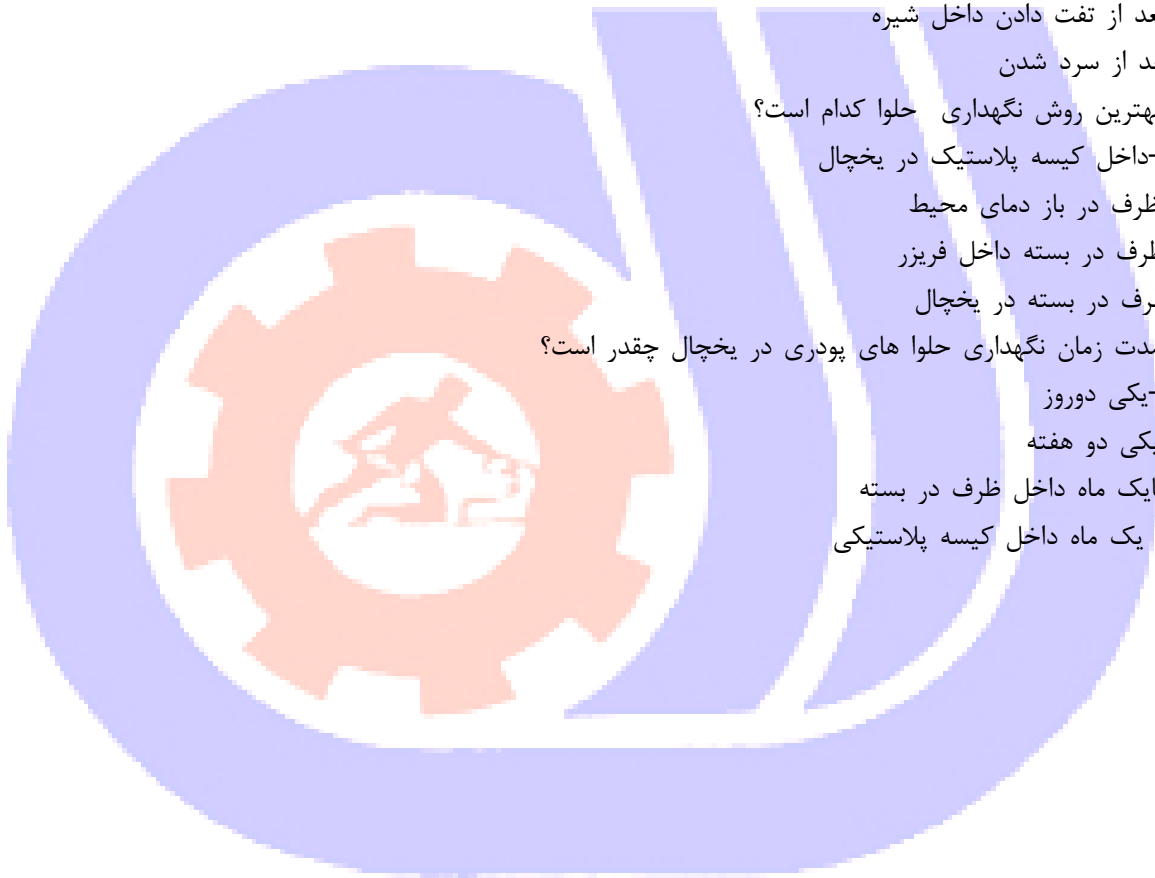 عد از تفت دادن داخل شیره
د از سرد شدن
هترین روش نگهداری حلوا کدام است؟
-داخل کیسه پلاستیک در یخچال
ظرف در باز دمای محیط
ظرف در بسته داخل فریزر
رف در بسته در یخچال
دت زمان نگهداری حلوا های پودری در یخچال چقدر است؟
-یکی دوروز
یکی دو هفته
ایک ماه داخل ظرف در بسته
یک ماه داخل کیسه پلاستیکی